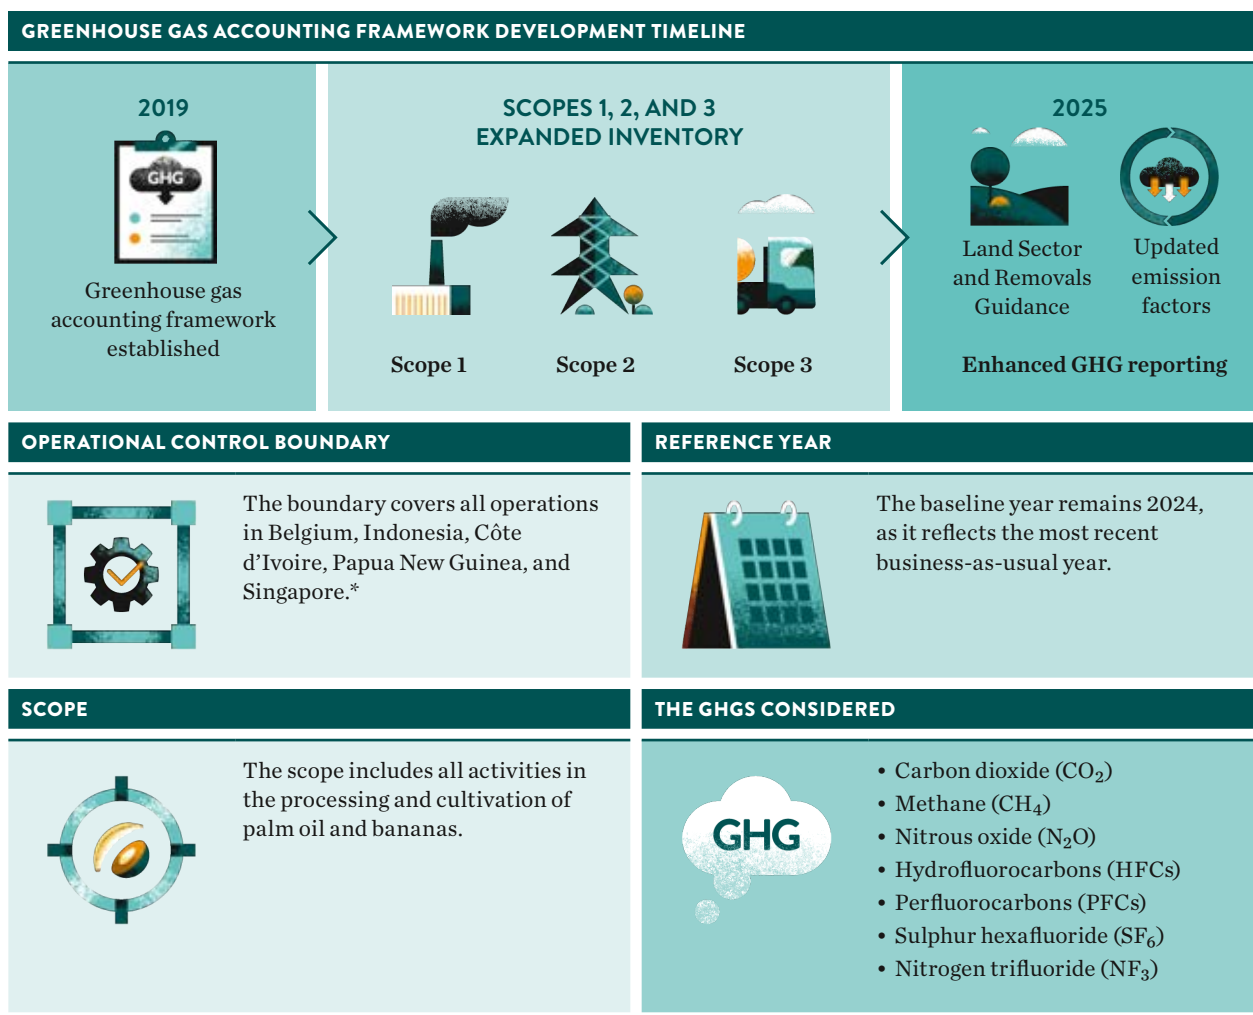 GREENHOUSE GAS ACCOUNTING FRAMEWORK DEVELOPMENT TIMELINE
2019
GHG
Greenhouse gas
accounting framework
established
SCOPES 1, 2, AND 3
EXPANDED INVENTORY
Scope 1
Scope 2
Scope 3
2025
Land Sector
and Removals
Guidance
Updated
emission
factors
Enhanced GHG reporting
OPERATIONAL CONTROL BOUNDARY
The boundary covers all operations
in Belgium, Indonesia, Côte
d’Ivoire, Papua New Guinea, and
Singapore.*
REFERENCE YEAR
The baseline year remains 2024,
as it reflects the most recent
business-as-usual year.
SCOPE
The scope includes all activities in
the processing and cultivation of
palm oil and bananas.
THE GHGS CONSIDERED
GHG
• Carbon dioxide (CO₂)
• Methane (CH₄)
• Nitrous oxide (N₂O)
• Hydrofluorocarbons (HFCs)
• Perfluorocarbons (PFCs)
• Sulphur hexafluoride (SF₆)
• Nitrogen trifluoride (NF₃)